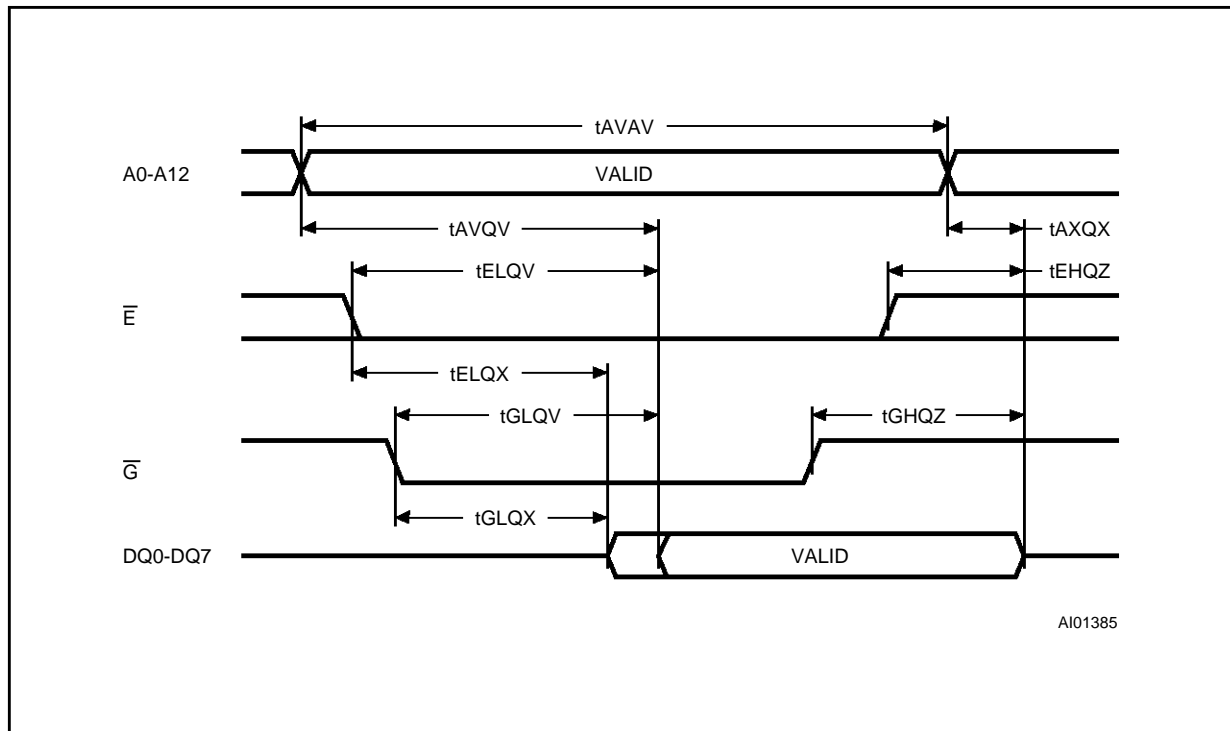 tAVAV
A0-A12
VALID
tAVQV
tAXQX
tELQV
tEHQZ
E̅
tELQX
tGLQV
tGHQZ
G̅
tGLQX
DQ0-DQ7
VALID
AI01385